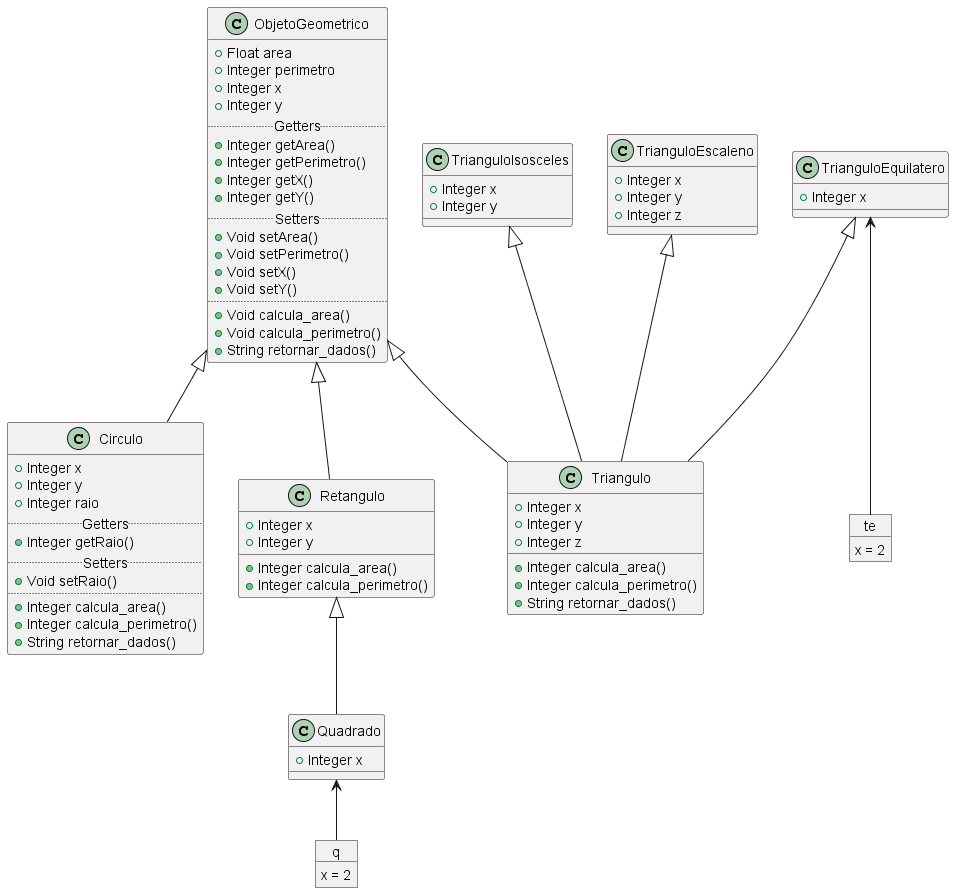 C ObjetoGeometrico
Float area
Integer perimetro
Integer x
Integer y
Getters
Integer getArea()
Integer getPerimetro()
Integer getX()
Integer getY()
Setters
Void setArea()
Void setPerimetro()
Void setX()
Void setY()
Void calcula_area()
Void calcula_perimetro()
String retornar_dados()
C TrianguloIsosceles
Integer x
Integer y
C TrianguloEscaleno
Integer x
Integer y
Integer z
C TrianguloEquilatero
Integer x
C Circulo
Integer x
Integer y
Integer raio
Getters
Integer getRaio()
Setters
Void setRaio()
Integer calcula_area()
Integer calcula_perimetro()
String retornar_dados()
C Retangulo
Integer x
Integer y
Integer calcula_area()
Integer calcula_perimetro()
C Triangulo
Integer x
Integer y
Integer z
Integer calcula_area()
Integer calcula_perimetro()
String retornar_dados()
te
x = 2
C Quadrado
Integer x
q
x = 2